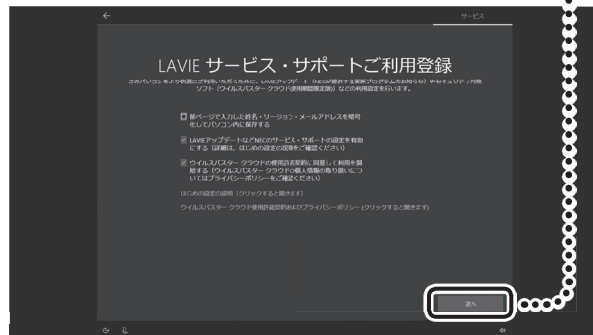 サービス
LAVIE サービス・サポートご利用登録
ソフト（ウイルスバスター クラウド使用期間限定版）などの利用設定を行います。
前ページで入力した姓名・リージョン・メールアドレスを暗号
化してパソコン内に保存する
LAVIEアップデートなどNECのサービス・サポートの設定を有効
にする（詳細は、はじめの設定の説明をご確認ください）
ウイルスバスター クラウドの使用許諾契約に同意して利用を開
始する（ウイルスバスター クラウドの個人情報の取り扱いにつ
いてはプライバシーポリシーをご確認ください）
はじめの設定の説明（クリックすると開きます）
ウイルスバスター クラウド使用許諾契約およびプライバシーポリシー（クリックすると開きます）
次へ